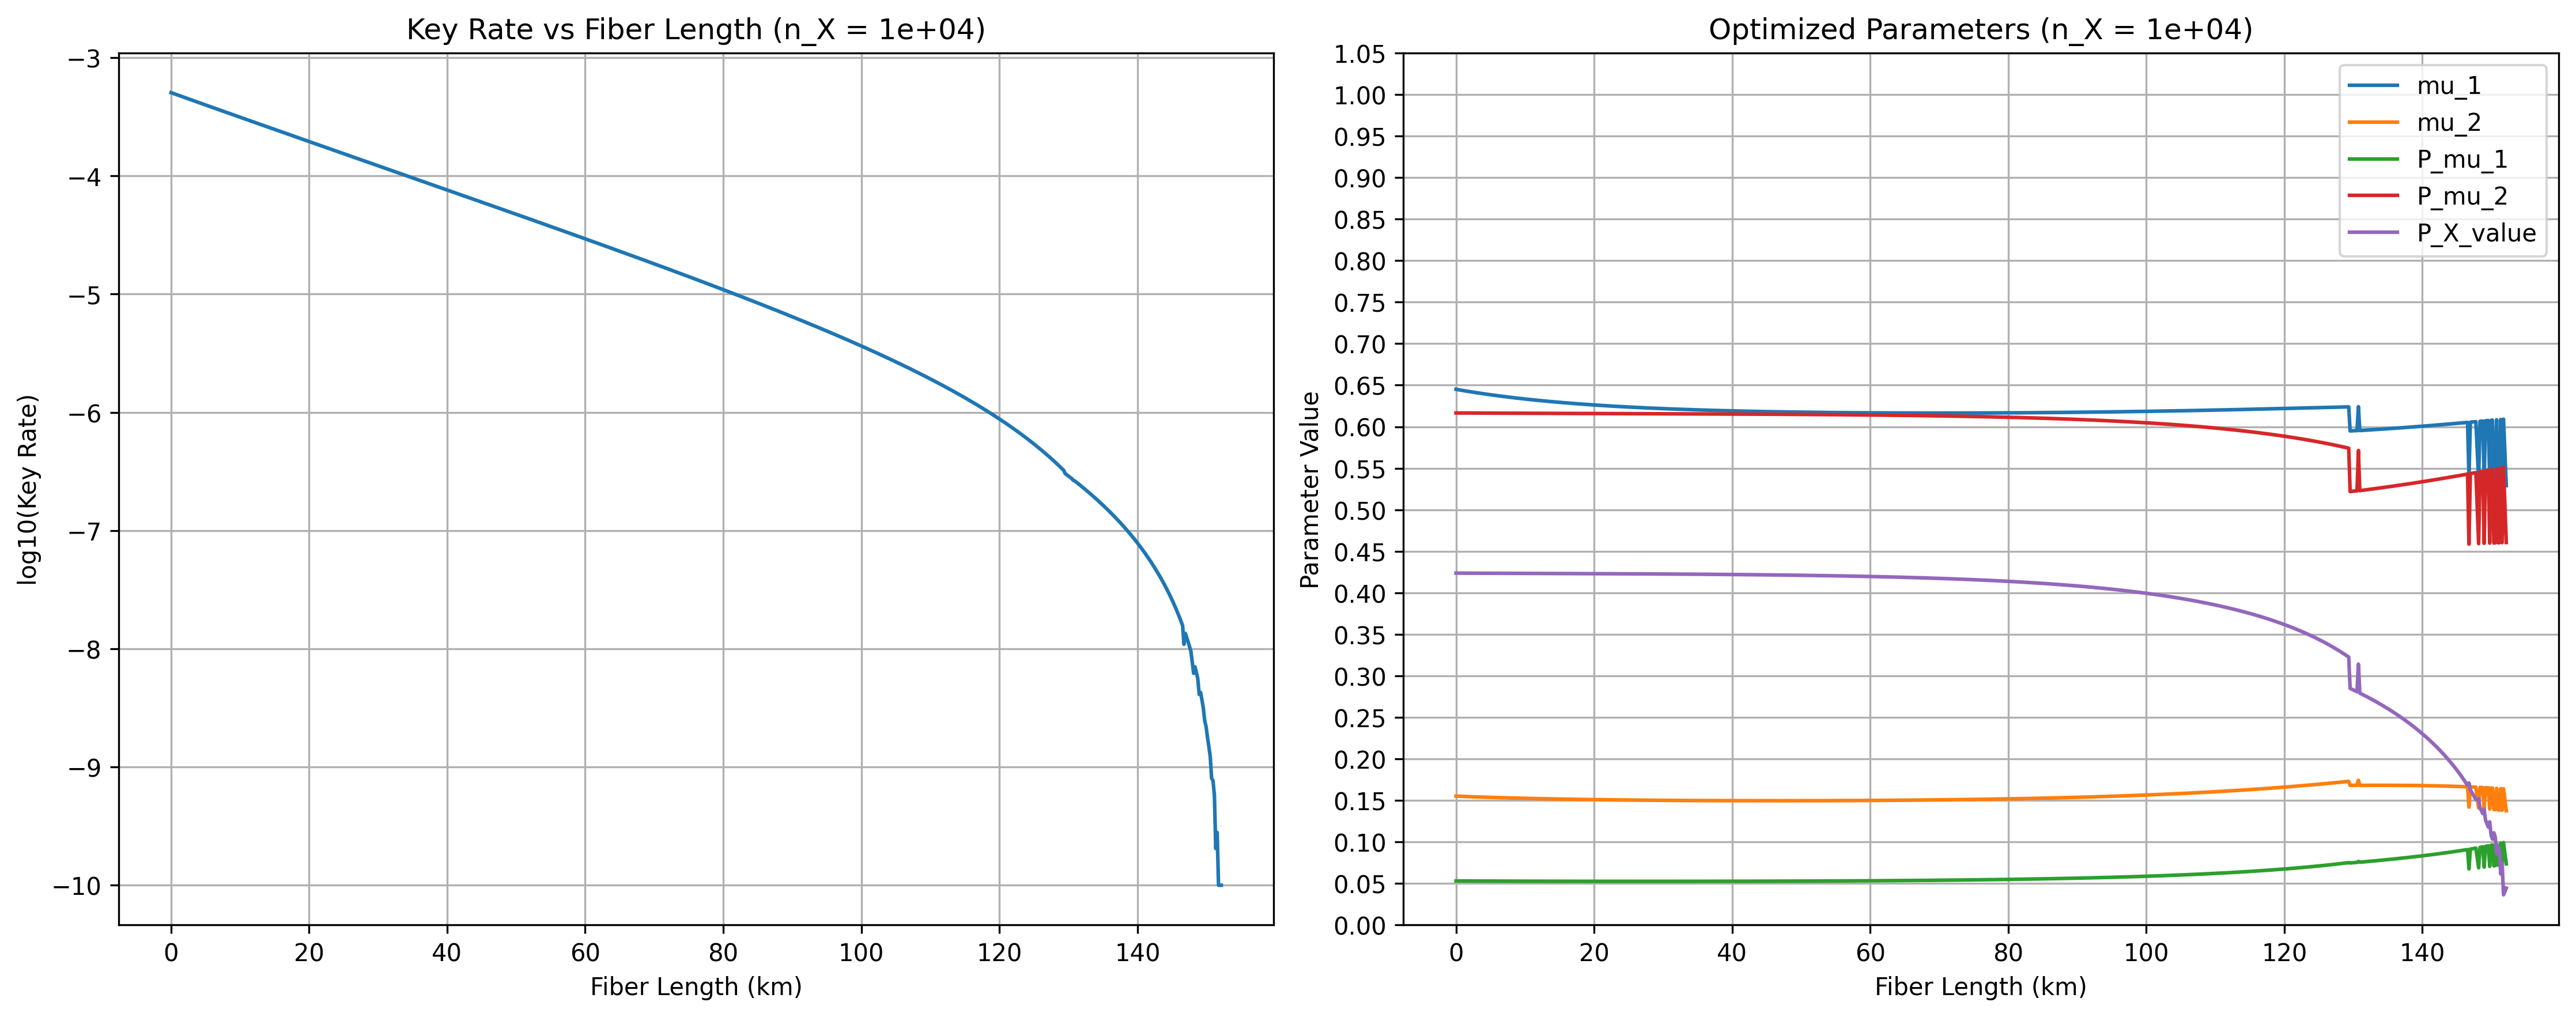 Key Rate vs Fiber Length (n_X = 1e+04)
log10(Key Rate)
−3
−4
−5
−6
−7
−8
−9
−10
0 20 40 60 80 100 120 140
Fiber Length (km)
Optimized Parameters (n_X = 1e+04)
Parameter Value
1.05
1.00
0.95
0.90
0.85
0.80
0.75
0.70
0.65
0.60
0.55
0.50
0.45
0.40
0.35
0.30
0.25
0.20
0.15
0.10
0.05
0.00
0 20 40 60 80 100 120 140
Fiber Length (km)
mu_1
mu_2
P_mu_1
P_mu_2
P_X_value